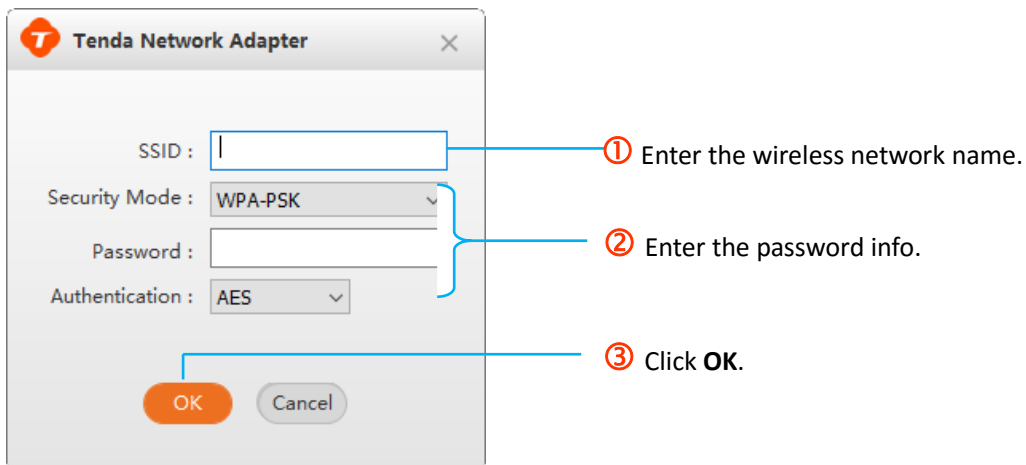 Tenda Network Adapter
SSID :
① Enter the wireless network name.
Security Mode : WPA-PSK
Password :
② Enter the password info.
Authentication : AES
③ Click OK.
OK Cancel